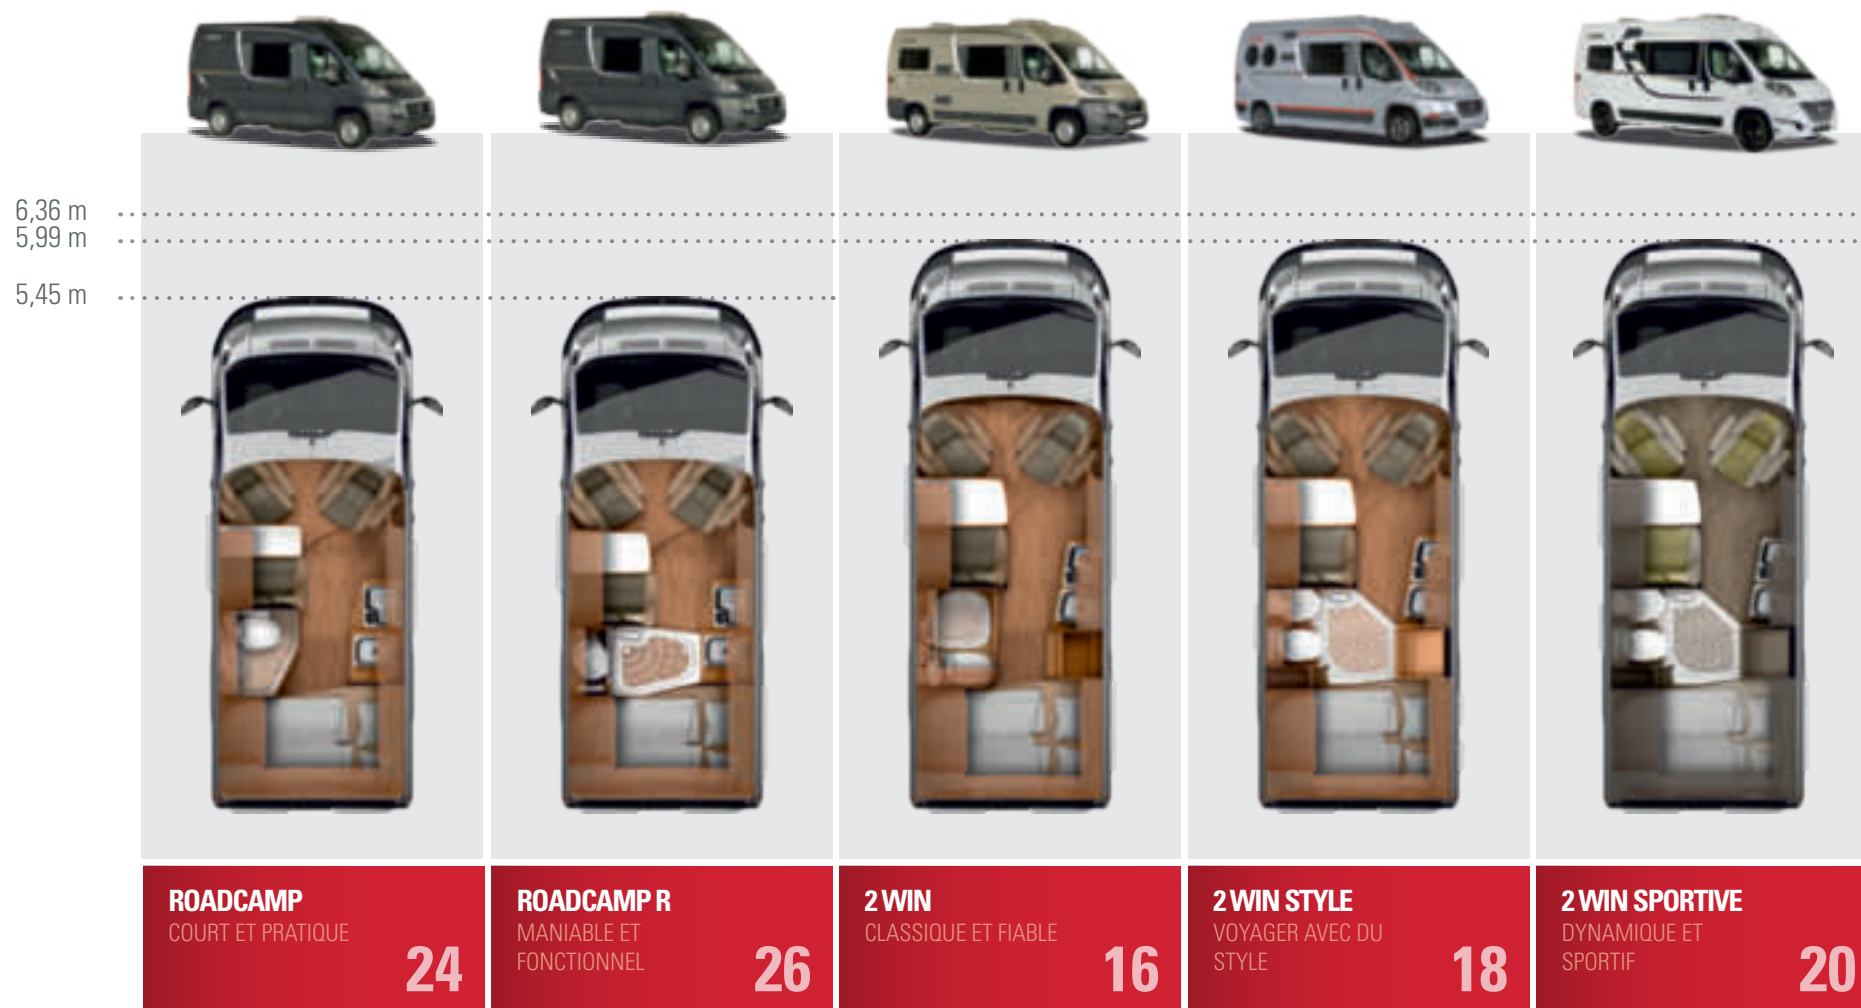 6,36 m
5,99 m
5,45 m
ROADCAMP
COURT ET PRATIQUE
24
ROADCAMP R
MANIABLE ET
FONCTIONNEL
26
2 WIN
CLASSIQUE ET FIABLE
16
2 WIN STYLE
VOYAGER AVEC DU
STYLE
18
2 WIN SPORTIVE
DYNAMIQUE ET
SPORTIF
20